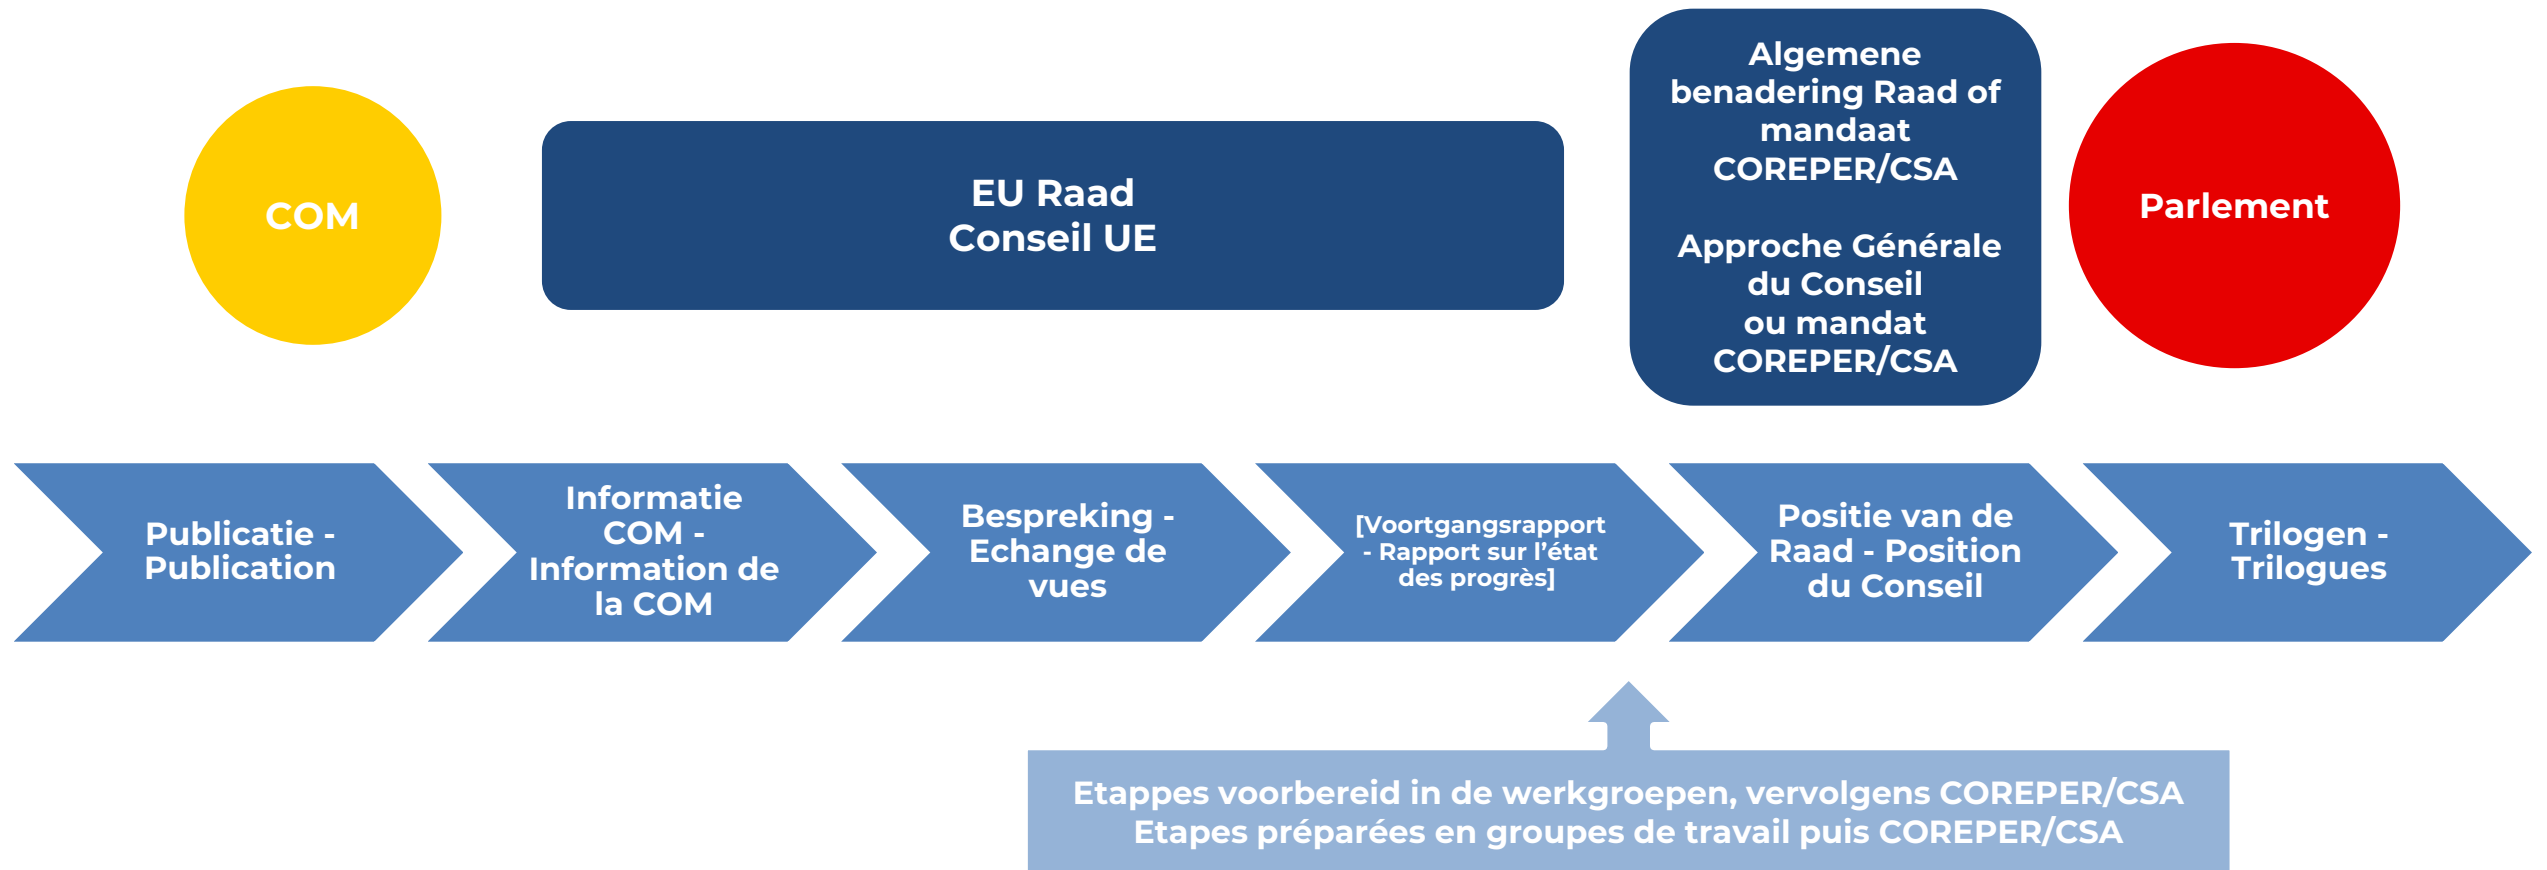 COM
EU Raad
Conseil UE
Algemene
benadering Raad of
mandaat
COREPER/CSA
Approche Générale
du Conseil
ou mandat
COREPER/CSA
Parlement
Publicatie -
Publication
Informatie
COM -
Information de
la COM
Bespreking -
Echange de
vues
[Voortgangsrapport
- Rapport sur l’état
des progrès]
Positie van de
Raad - Position
du Conseil
Trilogen -
Trilogues
Etappes voorbereid in de werkgroepen, vervolgens COREPER/CSA
Etapes préparées en groupes de travail puis COREPER/CSA